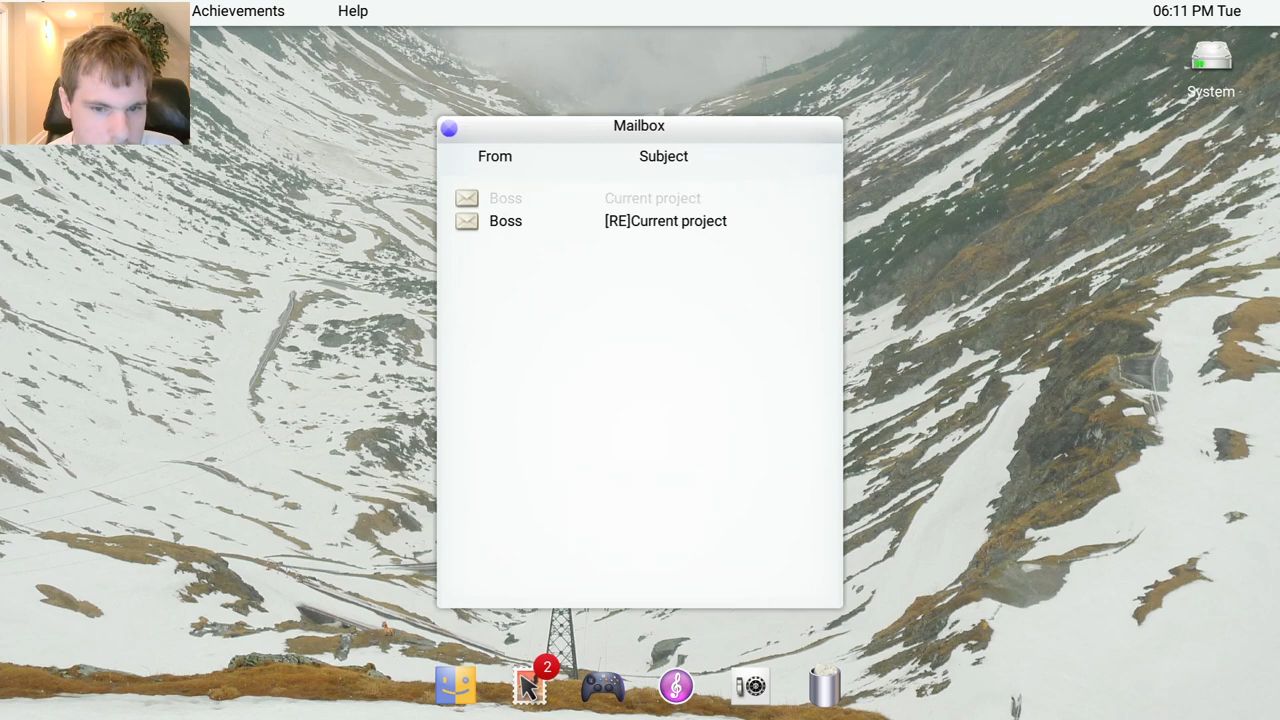 Achievements Help 06:11 PM Tue
System
Mailbox
From Subject
Boss Current project
Boss [RE]Current project
2